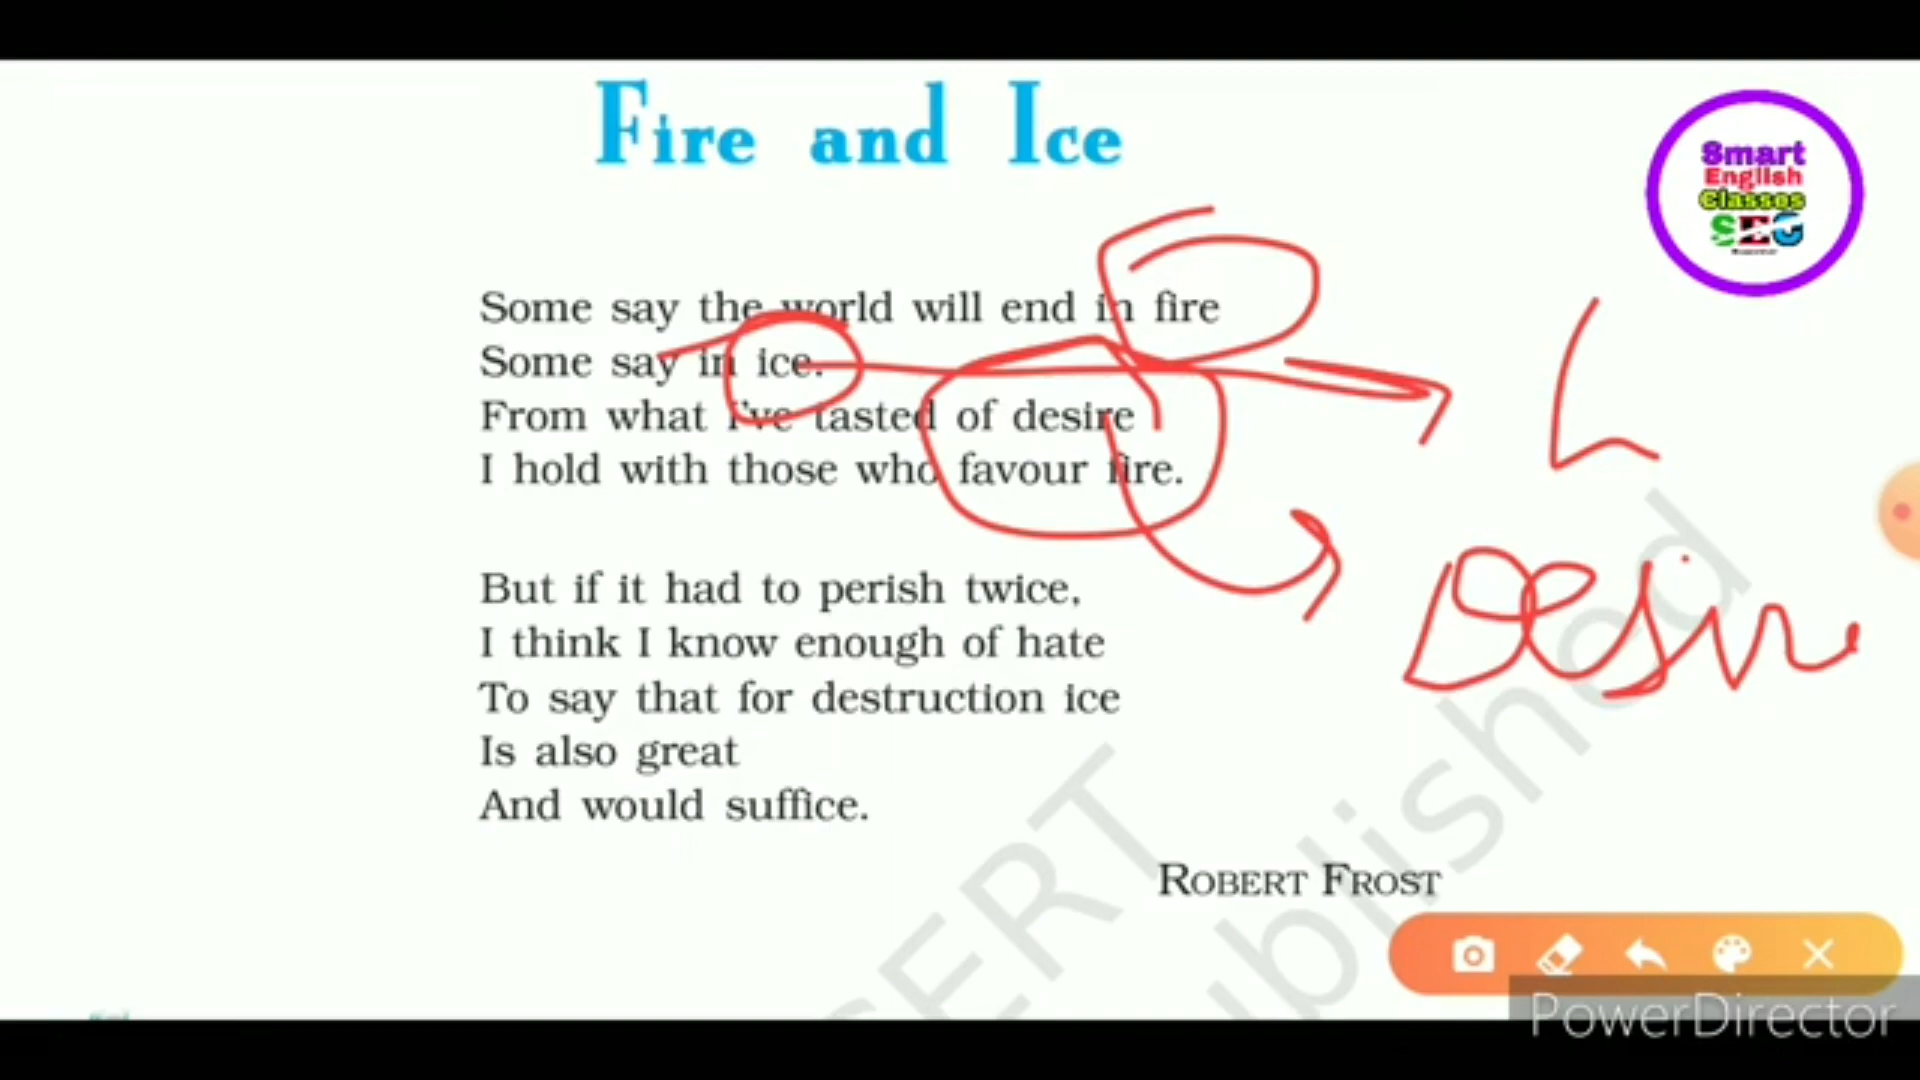 Fire and Ice
Smart
English
Classes
SEC
Some say the world will end in fire
Some say in ice.
From what I've tasted of desire
I hold with those who favour fire.
Desire
But if it had to perish twice,
I think I know enough of hate
To say that for destruction ice
Is also great
And would suffice.
ROBERT FROST
PowerDirector